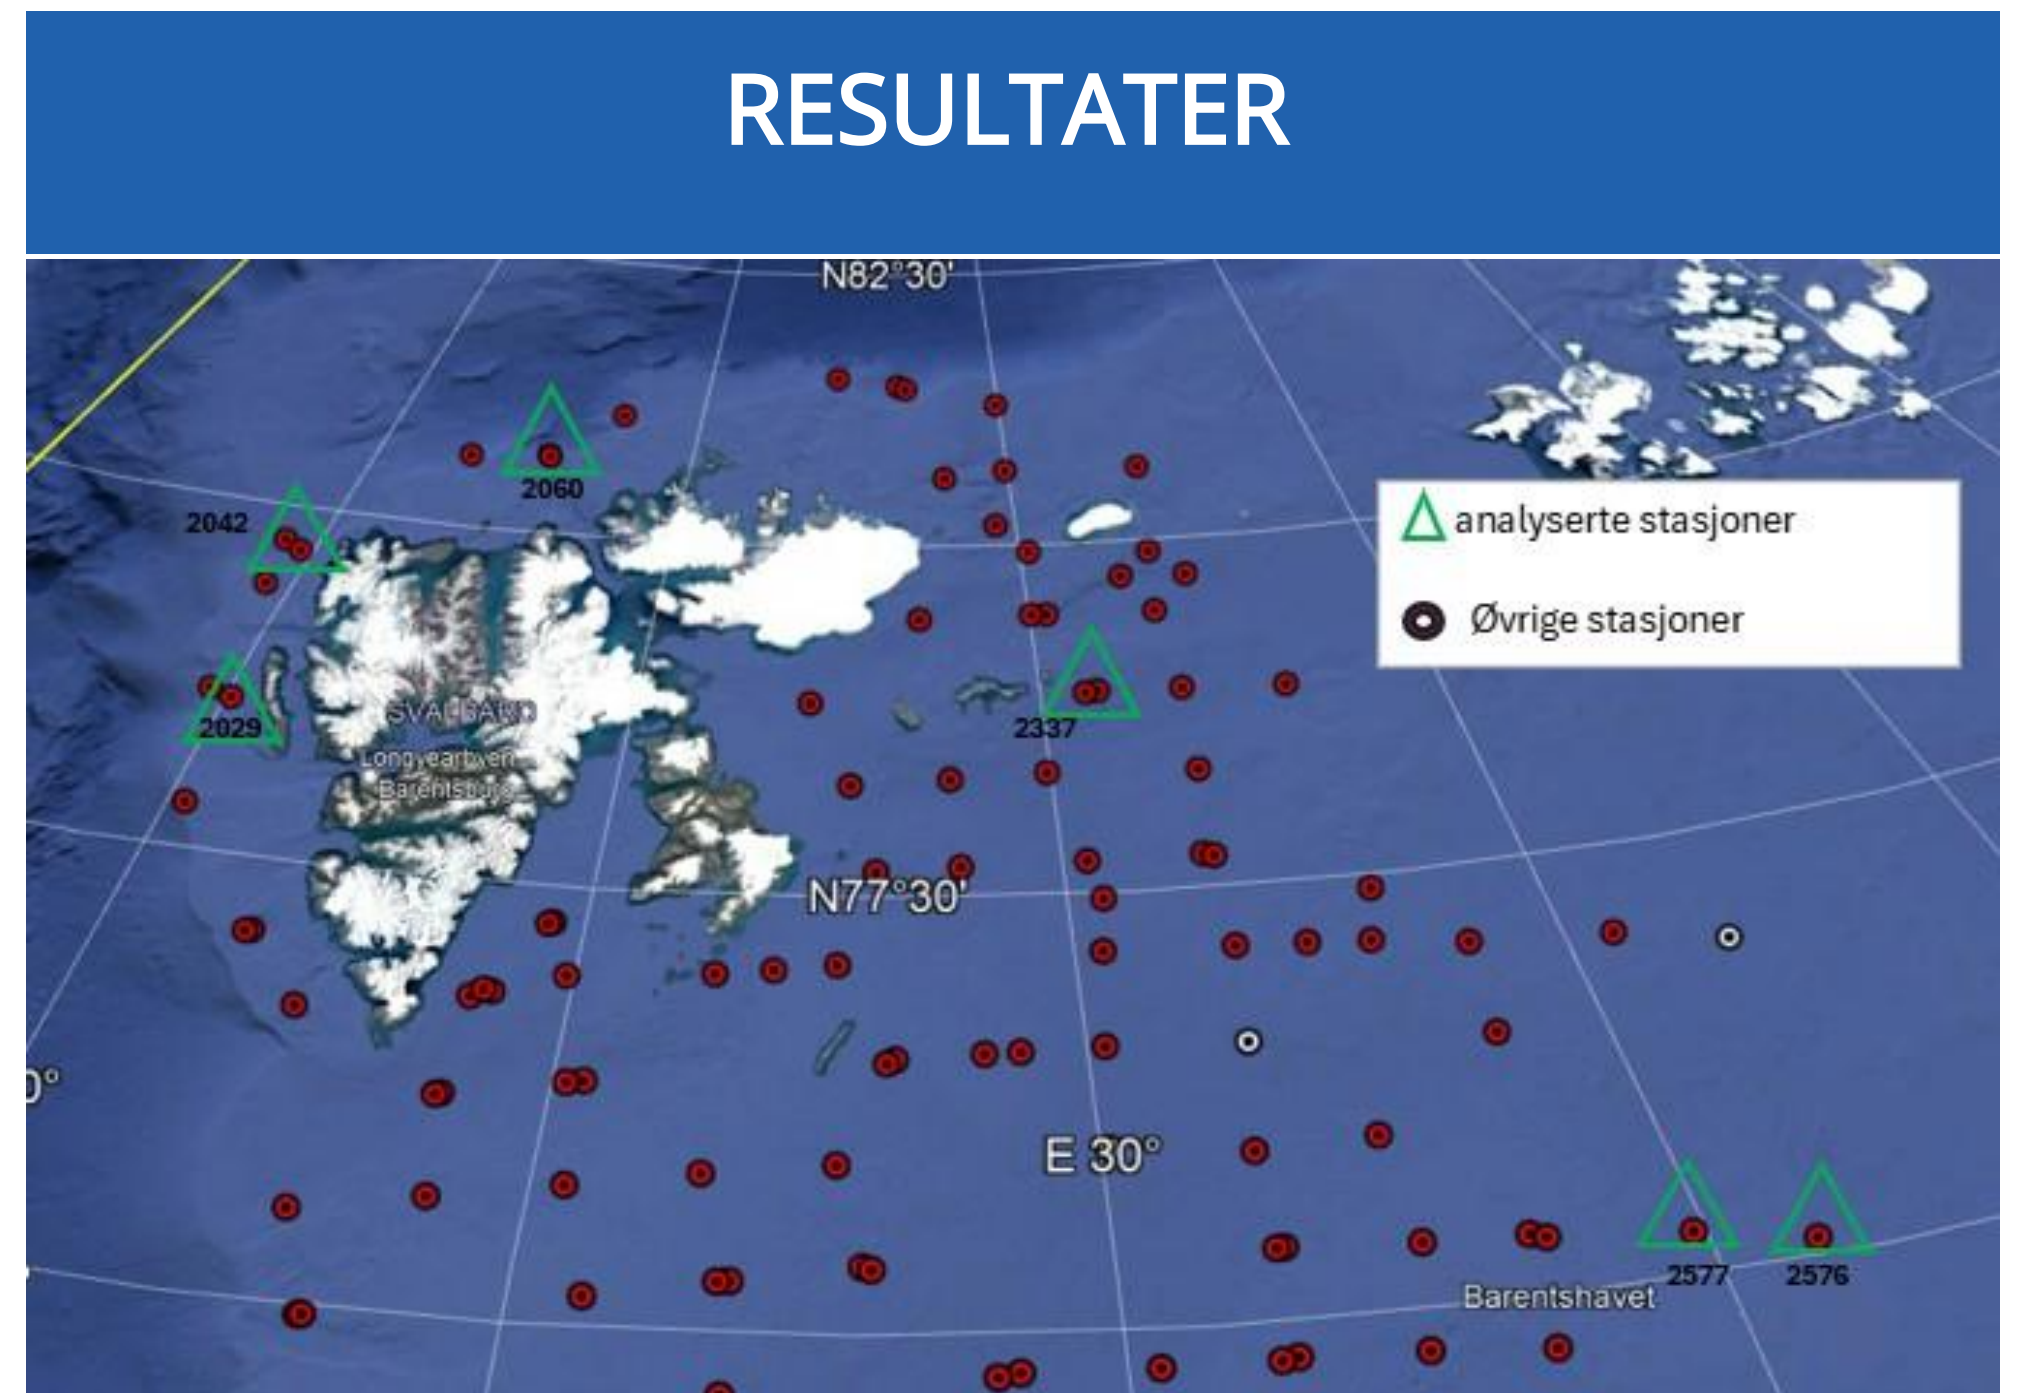 RESULTATER
N82°30'
2060
2042
analyserte stasjoner
Øvrige stasjoner
2029
SVALBARD
2337
Longyearbyen
Barentsburg
N77°30'
0°
E 30°
2577
2576
Barentshavet